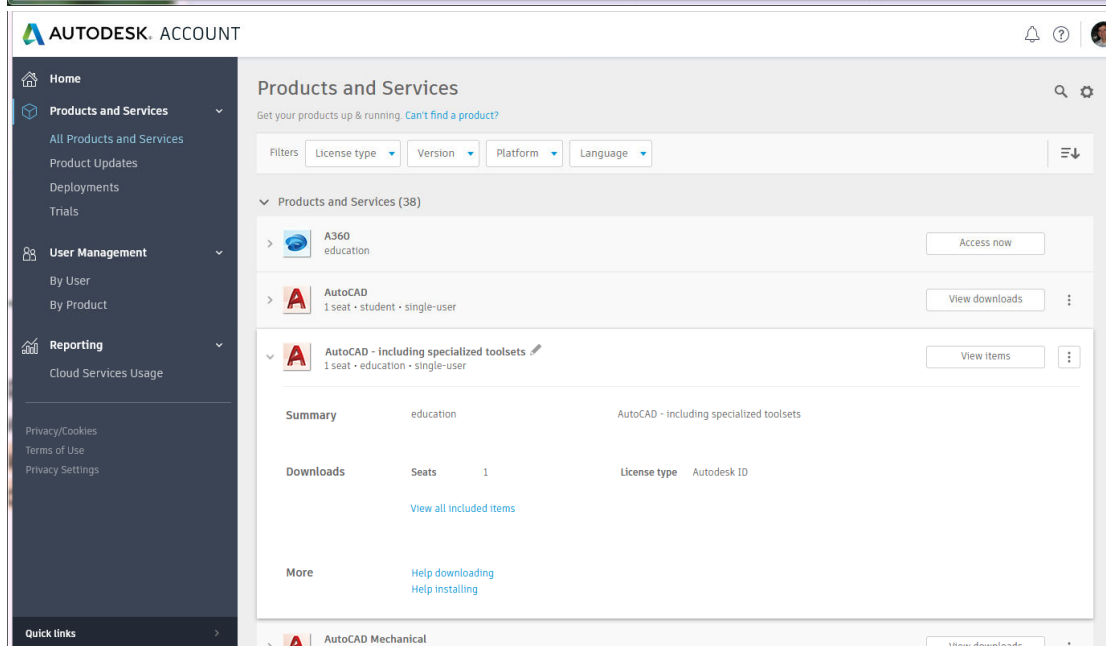 AUTODESK. ACCOUNT
Home
Products and Services
All Products and Services
Product Updates
Deployments
Trials
User Management
By User
By Product
Reporting
Cloud Services Usage
Privacy/Cookies
Terms of Use
Privacy Settings
Quick links
Products and Services
Get your products up & running. Can't find a product?
Filters License type Version Platform Language
Products and Services (38)
A360
education
Access now
AutoCAD
1 seat • student • single-user
View downloads
AutoCAD - including specialized toolsets
1 seat • education • single-user
View items
Summary education AutoCAD - including specialized toolsets
Downloads Seats 1 License type Autodesk ID
View all included items
More Help downloading
Help installing
AutoCAD Mechanical
View downloads